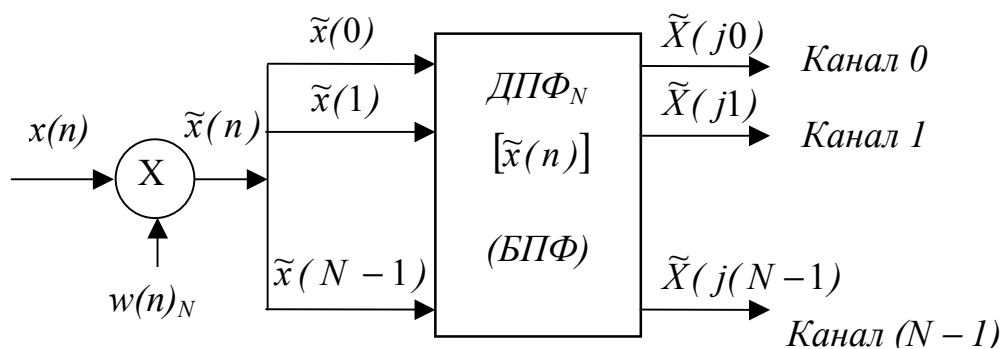 x(n)
X
w(n)_N
x̃(n)
x̃(0)
x̃(1)
x̃(N − 1)
ДПФ_N
[x̃(n)]
(БПФ)
X̃(j0)
Канал 0
X̃(j1)
Канал 1
X̃(j(N − 1)
Канал (N − 1)